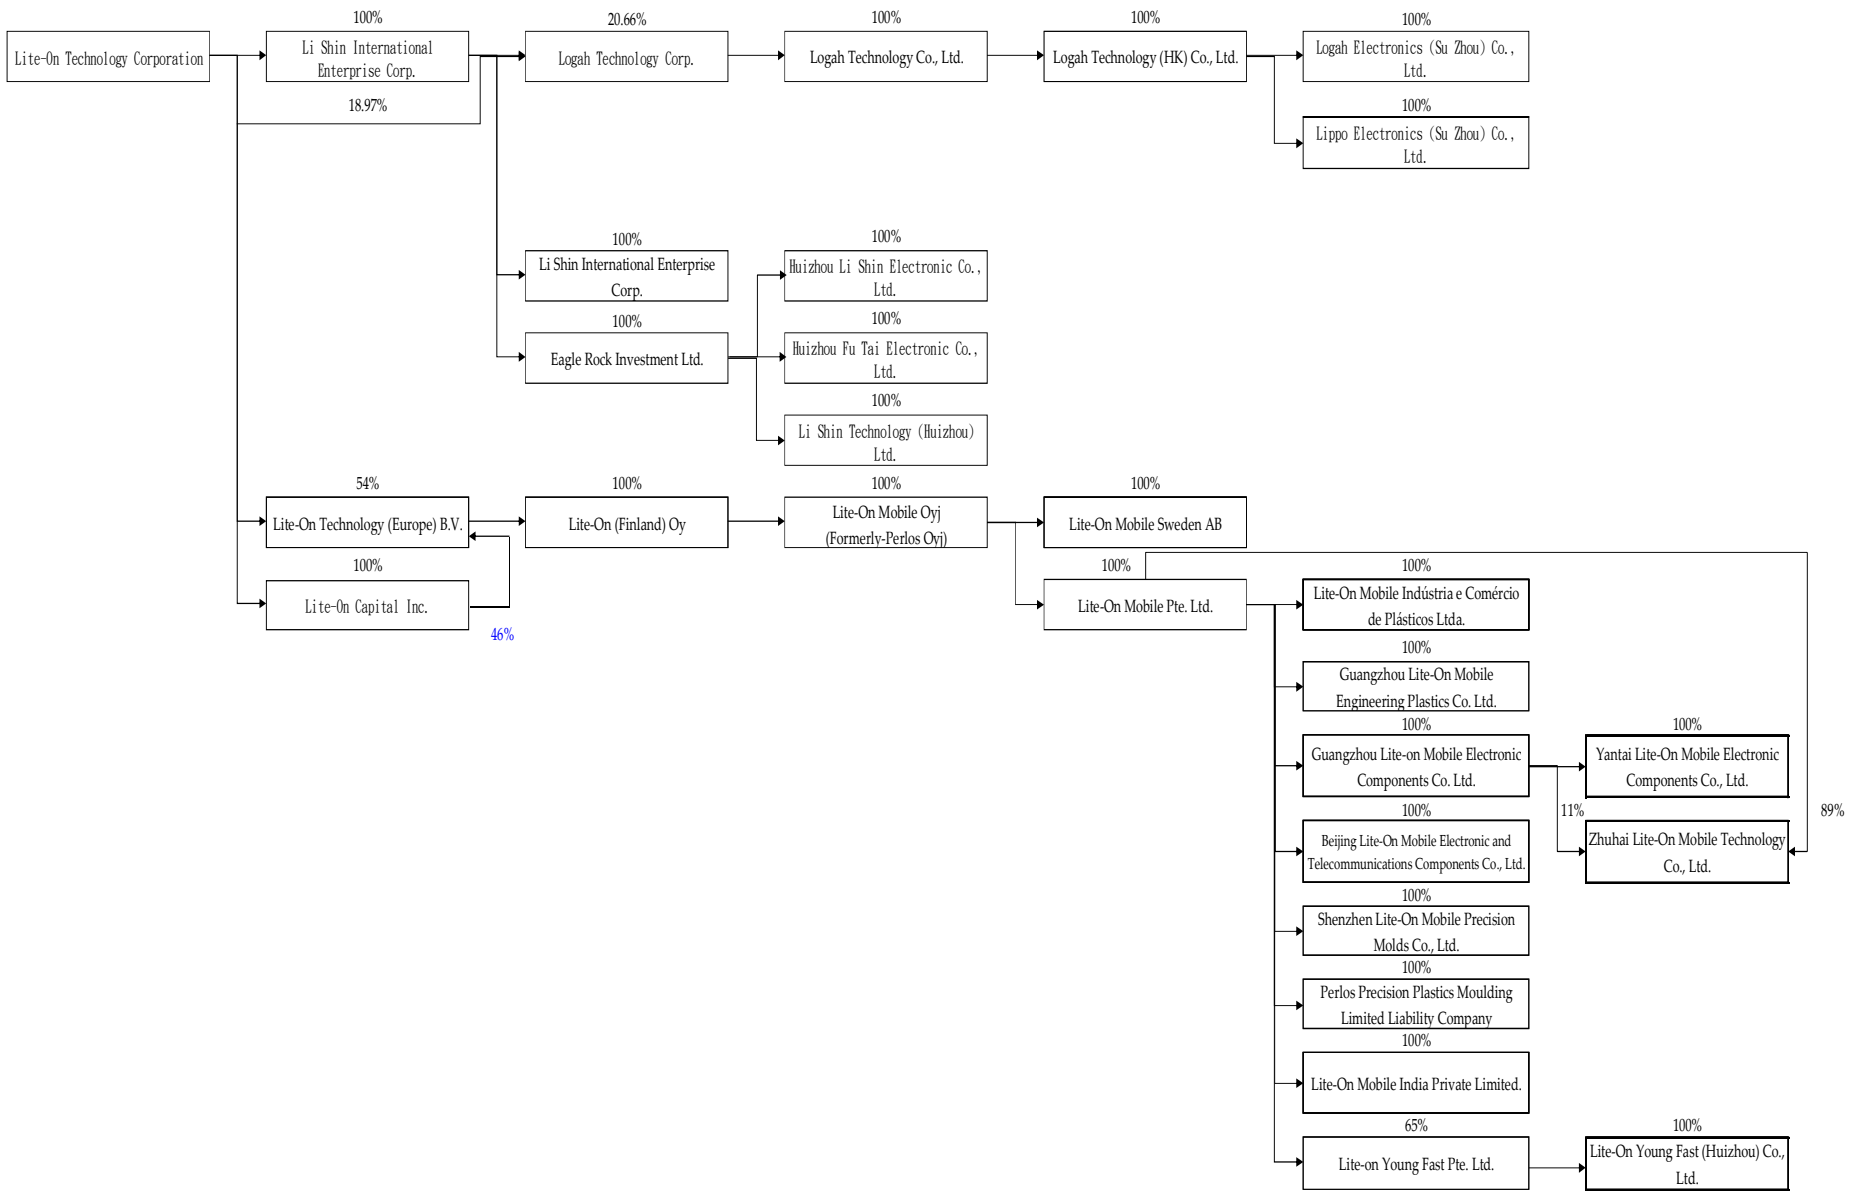 100%
20.66%
100%
100%
100%
Lite-On Technology Corporation
Li Shin International
Enterprise Corp.
Logah Technology Corp.
Logah Technology Co., Ltd.
Logah Technology (HK) Co., Ltd.
Logah Electronics (Su Zhou) Co.,
Ltd.
18.97%
100%
Lippo Electronics (Su Zhou) Co.,
Ltd.
100%
100%
Li Shin International Enterprise
Corp.
Huizhou Li Shin Electronic Co.,
Ltd.
100%
100%
Eagle Rock Investment Ltd.
Huizhou Fu Tai Electronic Co.,
Ltd.
100%
Li Shin Technology (Huizhou)
Ltd.
54%
100%
100%
100%
Lite-On Technology (Europe) B.V.
Lite-On (Finland) Oy
Lite-On Mobile Oyj
(Formerly-Perlos Oyj)
Lite-On Mobile Sweden AB
100%
100%
100%
Lite-On Capital Inc.
Lite-On Mobile Pte. Ltd.
Lite-On Mobile Indústria e Comércio
de Plásticos Ltda.
46%
100%
Guangzhou Lite-On Mobile
Engineering Plastics Co. Ltd.
100%
100%
Guangzhou Lite-on Mobile Electronic
Components Co. Ltd.
Yantai Lite-On Mobile Electronic
Components Co., Ltd.
100%
11%
89%
Beijing Lite-On Mobile Electronic and
Telecommunications Components Co., Ltd.
Zhuhai Lite-On Mobile Technology
Co., Ltd.
100%
Shenzhen Lite-On Mobile Precision
Molds Co., Ltd.
100%
Perlos Precision Plastics Moulding
Limited Liability Company
100%
Lite-On Mobile India Private Limited.
65%
100%
Lite-on Young Fast Pte. Ltd.
Lite-On Young Fast (Huizhou) Co.,
Ltd.